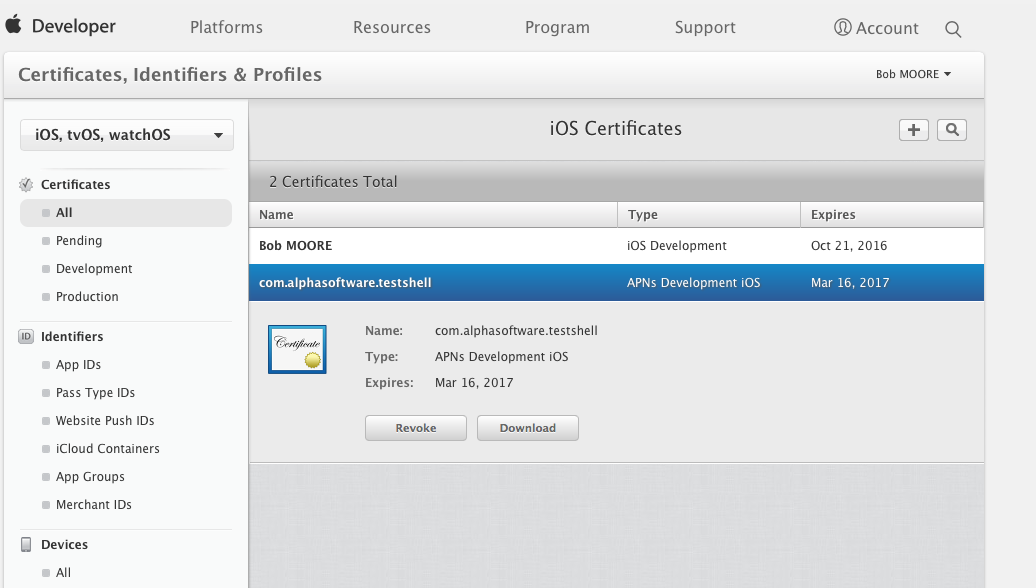 Developer Platforms Resources Program Support Account
Certificates, Identifiers & Profiles Bob MOORE
iOS, tvOS, watchOS
Certificates
All
Pending
Development
Production
ID Identifiers
App IDs
Pass Type IDs
Website Push IDs
iCloud Containers
App Groups
Merchant IDs
Devices
All
iOS Certificates
2 Certificates Total
Name Type Expires
Bob MOORE iOS Development Oct 21, 2016
com.alphasoftware.testshell APNs Development iOS Mar 16, 2017
Certificate
Name: com.alphasoftware.testshell
Type: APNs Development iOS
Expires: Mar 16, 2017
Revoke Download